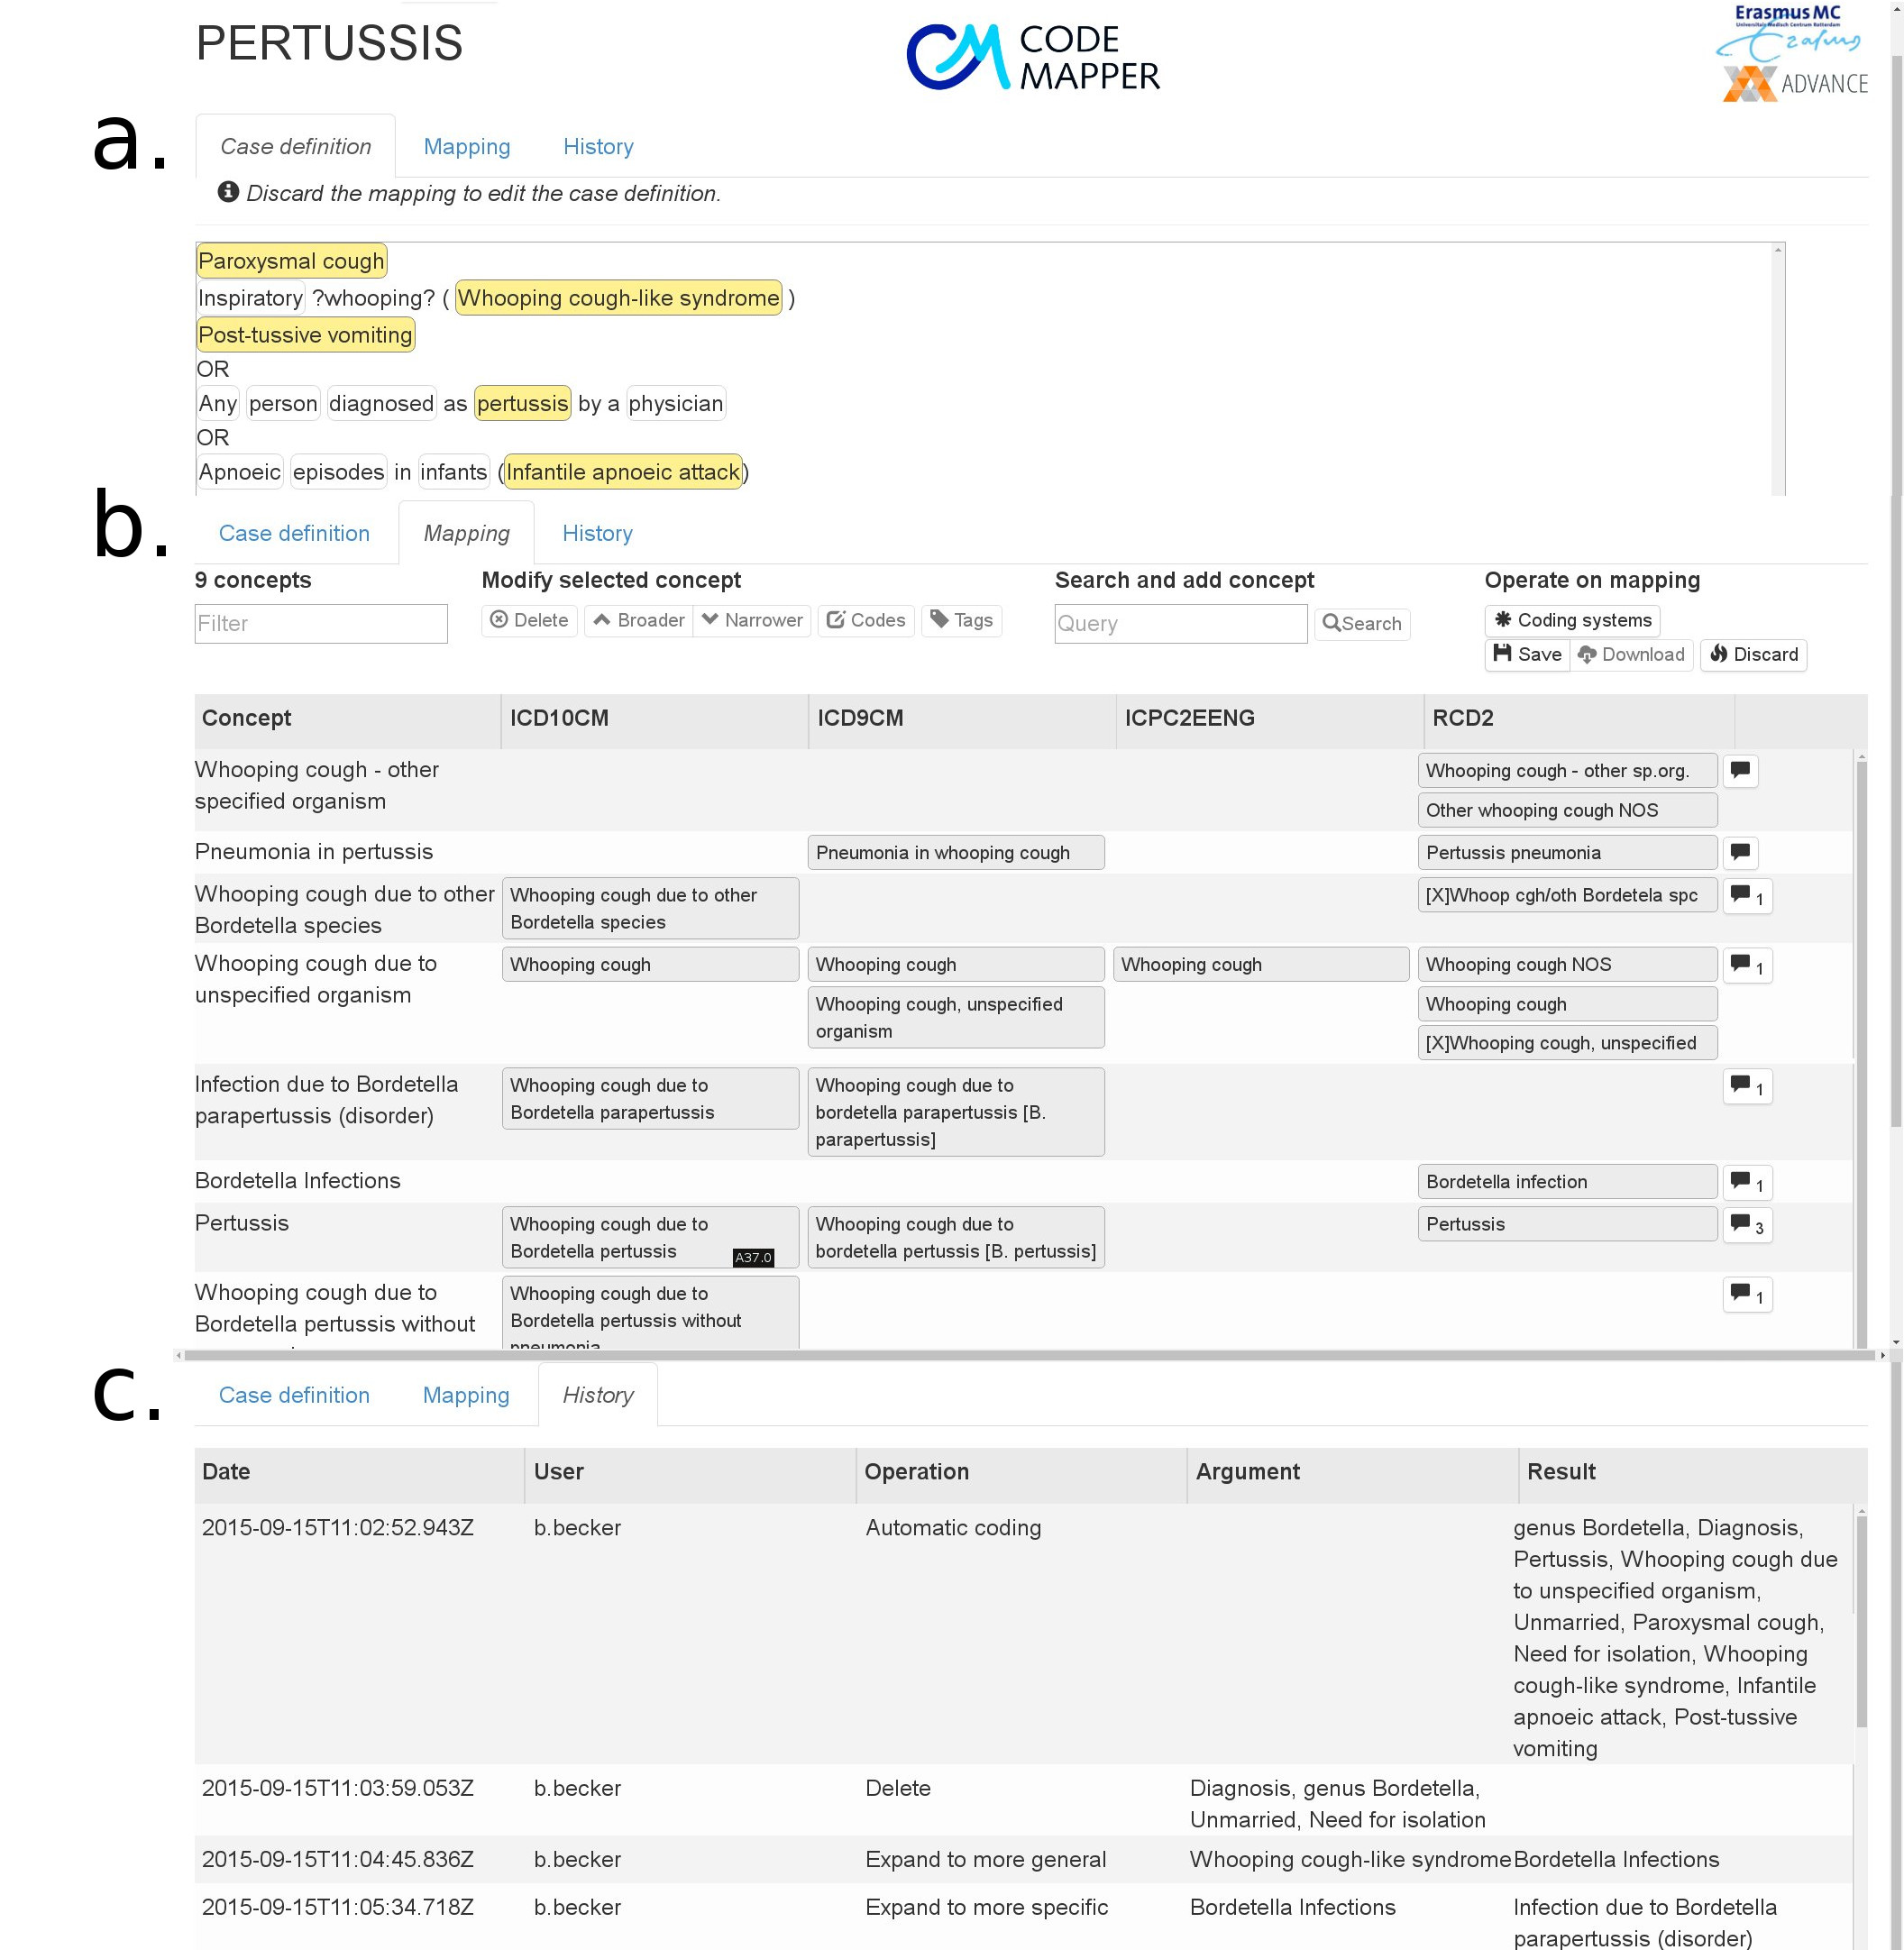 PERTUSSIS
CODE
MAPPER
Erasmus MC
Universitair Medisch Centrum Rotterdam
Erasmus
ADVANCE
a.
Case definition Mapping History
Discard the mapping to edit the case definition.
Paroxysmal cough
Inspiratory ?whooping? ( Whooping cough-like syndrome )
Post-tussive vomiting
OR
Any person diagnosed as pertussis by a physician
OR
Apnoeic episodes in infants (Infantile apnoeic attack)
b.
Case definition Mapping History
9 concepts Modify selected concept Search and add concept Operate on mapping
Filter Delete Broader Narrower Codes Tags Query Search Coding systems
Save Download Discard
Concept ICD10CM ICD9CM ICPC2EENG RCD2
Whooping cough - other Whooping cough - other sp.org.
specified organism Other whooping cough NOS
Pneumonia in pertussis Pneumonia in whooping cough Pertussis pneumonia
Whooping cough due to other Whooping cough due to other [X]Whoop cgh/oth Bordetela spc 1
Bordetella species Bordetella species
Whooping cough due to Whooping cough Whooping cough Whooping cough Whooping cough NOS 1
unspecified organism Whooping cough, unspecified Whooping cough
organism [X]Whooping cough, unspecified
Infection due to Bordetella Whooping cough due to Whooping cough due to 1
parapertussis (disorder) Bordetella parapertussis bordetella parapertussis [B.
parapertussis]
Bordetella Infections Bordetella infection 1
Pertussis Whooping cough due to Whooping cough due to Pertussis 3
Bordetella pertussis A37.0 bordetella pertussis [B. pertussis]
Whooping cough due to Whooping cough due to 1
Bordetella pertussis without Bordetella pertussis without
pneumonia
c.
Case definition Mapping History
Date User Operation Argument Result
2015-09-15T11:02:52.943Z b.becker Automatic coding genus Bordetella, Diagnosis,
Pertussis, Whooping cough due
to unspecified organism,
Unmarried, Paroxysmal cough,
Need for isolation, Whooping
cough-like syndrome, Infantile
apnoeic attack, Post-tussive
vomiting
2015-09-15T11:03:59.053Z b.becker Delete Diagnosis, genus Bordetella,
Unmarried, Need for isolation
2015-09-15T11:04:45.836Z b.becker Expand to more general Whooping cough-like syndrome Bordetella Infections
2015-09-15T11:05:34.718Z b.becker Expand to more specific Bordetella Infections Infection due to Bordetella
parapertussis (disorder)